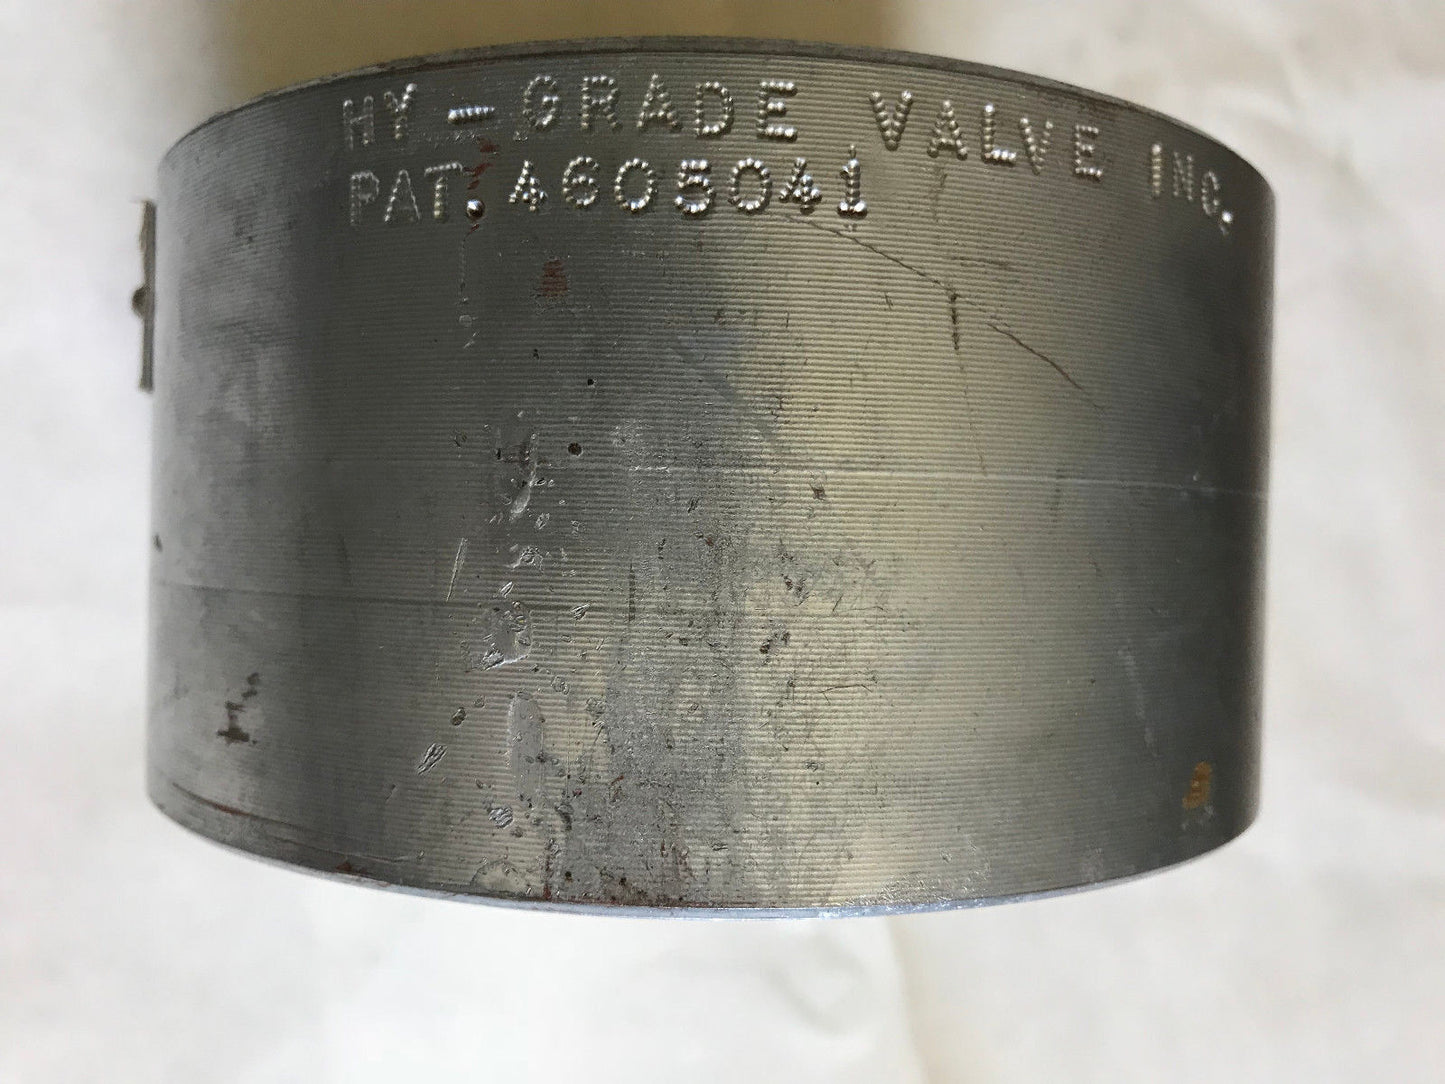 HY-GRADE VALVE INC.
PAT. 4605041